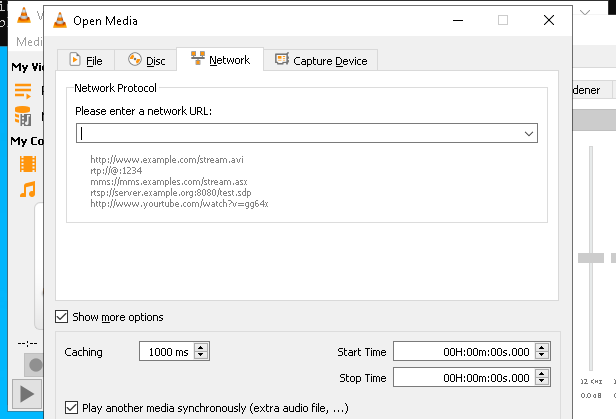 Open Media
Medi
File
Disc
Network
Capture Device
My Vi
Network Protocol
Please enter a network URL:
dener
My Co
http://www.example.com/stream.avi
rtp://@:1234
mms://mms.examples.com/stream.asx
rtsp://server.example.org:8080/test.sdp
http://www.yourtube.com/watch?v=gg64x
Show more options
--:--
Caching
1000 ms
Start Time
00H:00m:00s.000
Stop Time
00H:00m:00s.000
12 KHz
0.0 dB
Play another media synchronously (extra audio file, ...)